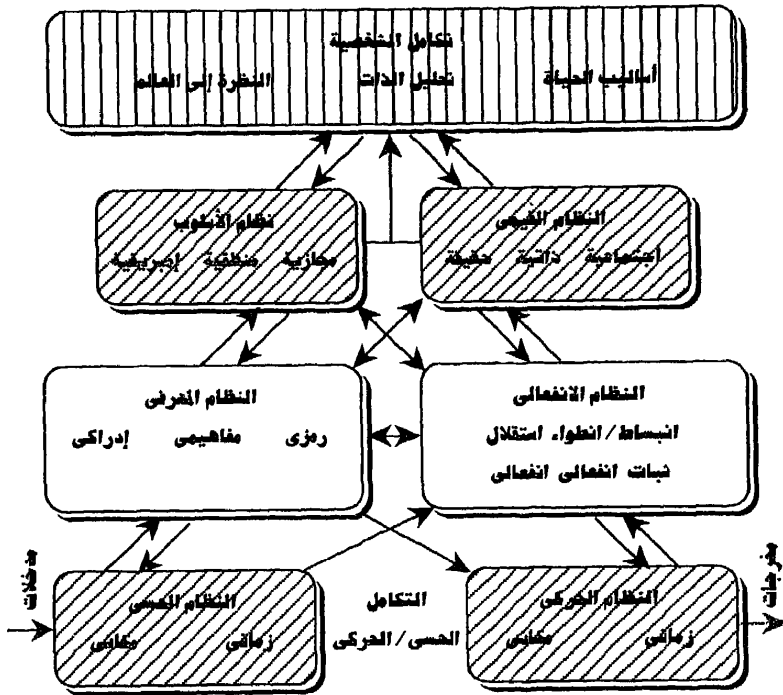 تكامل الشخصية
أساليب الحياة تحليل الذات النظرة إلى العالم
النظام القيمى
اجتماعية ذاتية
نظام الأسلوب
مجازية منطقية إمبريقية
النظام الانفعالى
انبساط/انطواء استقلال
ثبات انفعالى انفعالى
النظام المعرفى
رمزى مفاهيمى إدراكى
مخرجات
النظام الحركى
زمانى مكانى
التكامل
الحسى/الحركى
النظام الحسى
زمانى مكانى
مدخلات